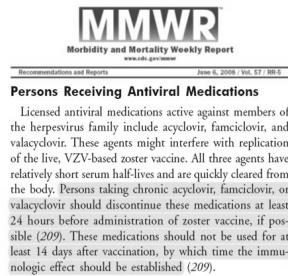 MMWR
Morbidity and Mortality Weekly Report
www.cdc.gov/mmwr
Recommendations and Reports June 6, 2008 / Vol. 57 / RR-5
Persons Receiving Antiviral Medications
Licensed antiviral medications active against members of
the herpesvirus family include acyclovir, famciclovir, and
valacyclovir. These agents might interfere with replication
of the live, VZV-based zoster vaccine. All three agents have
relatively short serum half-lives and are quickly cleared from
the body. Persons taking chronic acyclovir, famciclovir, or
valacyclovir should discontinue these medications at least
24 hours before administration of zoster vaccine, if pos-
sible (209). These medications should not be used for at
least 14 days after vaccination, by which time the immu-
nologic effect should be established (209).